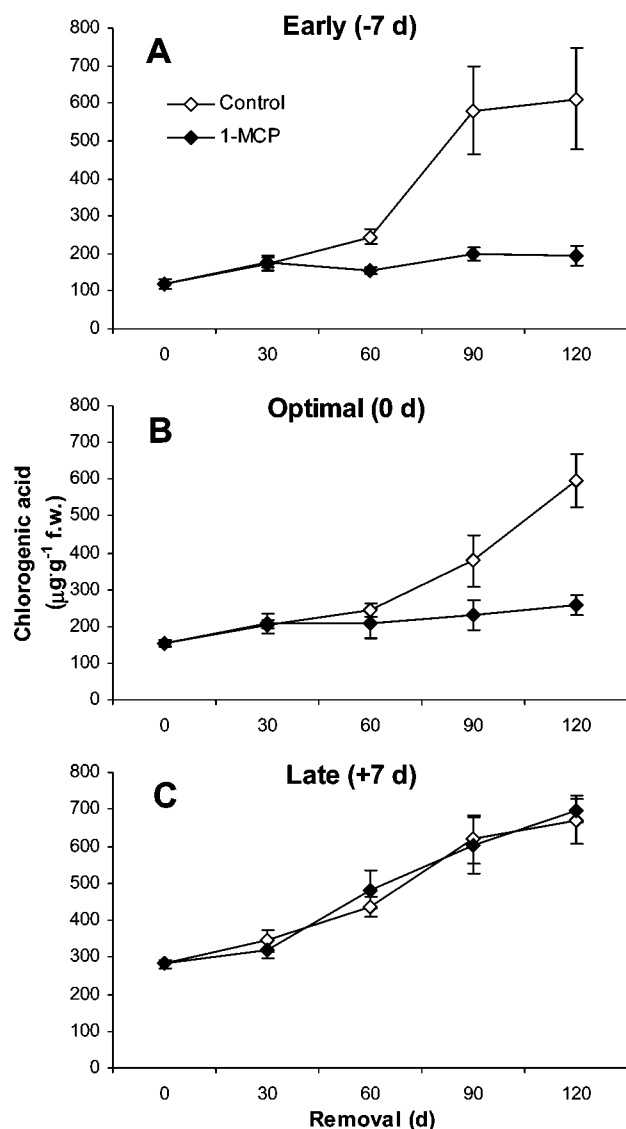 Early (-7 d)
A
Control
1-MCP
800
700
600
500
400
300
200
100
0
0 30 60 90 120
Optimal (0 d)
B
800
700
600
500
400
300
200
100
0
0 30 60 90 120
Chlorogenic acid
(µg·g⁻¹ f.w.)
Late (+7 d)
C
800
700
600
500
400
300
200
100
0
0 30 60 90 120
Removal (d)